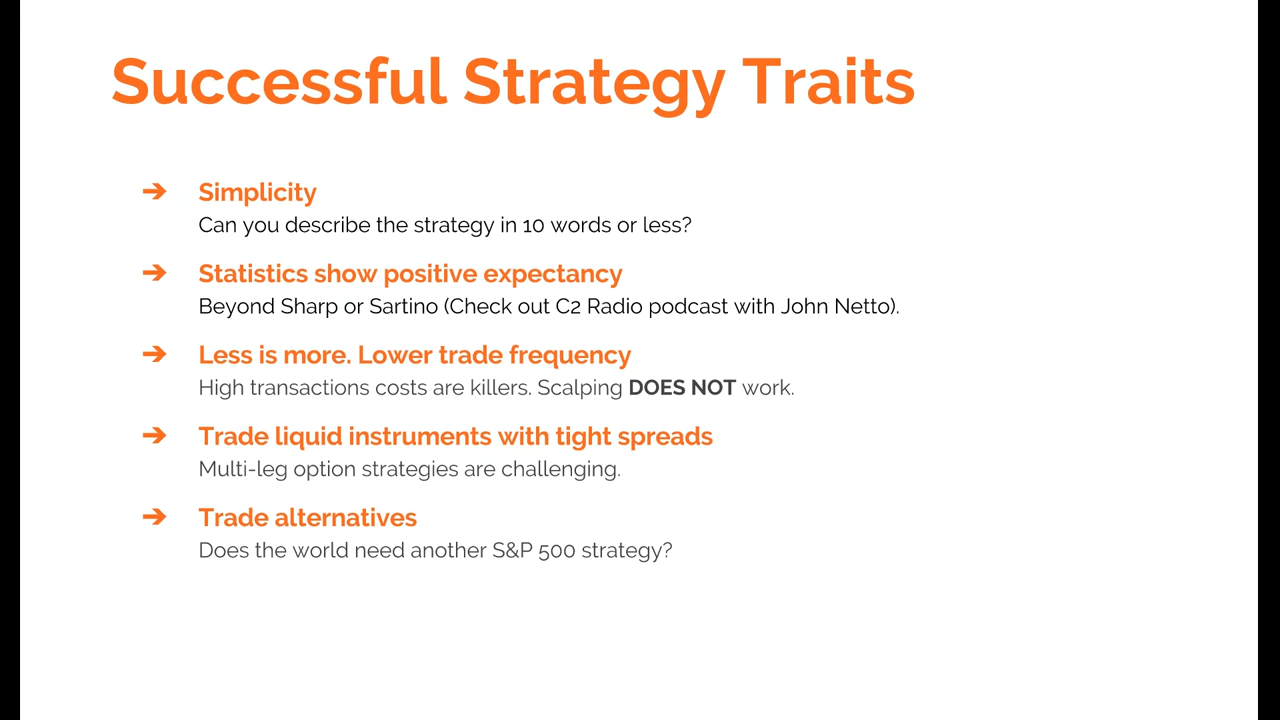 Successful Strategy Traits
➔ Simplicity
Can you describe the strategy in 10 words or less?
➔ Statistics show positive expectancy
Beyond Sharp or Sartino (Check out C2 Radio podcast with John Netto).
➔ Less is more. Lower trade frequency
High transactions costs are killers. Scalping DOES NOT work.
➔ Trade liquid instruments with tight spreads
Multi-leg option strategies are challenging.
➔ Trade alternatives
Does the world need another S&P 500 strategy?